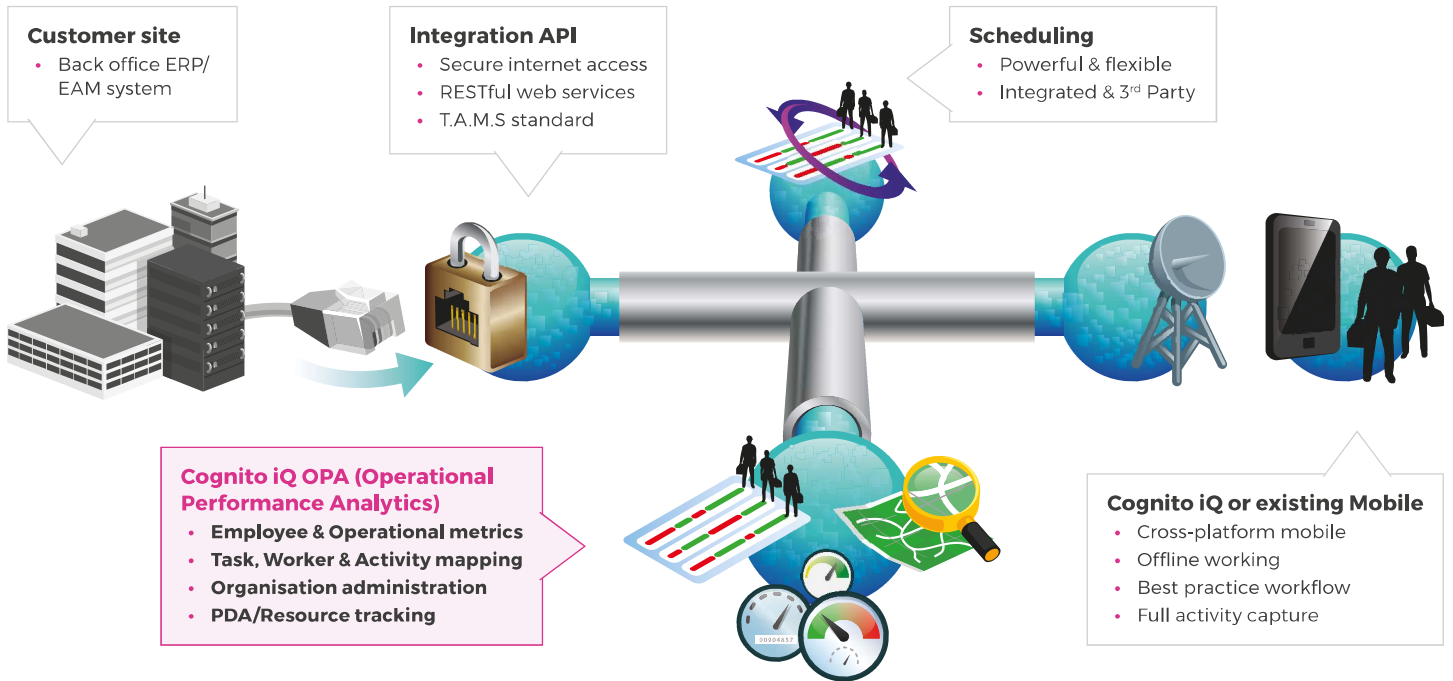 Customer site
• Back office ERP/
EAM system
Integration API
• Secure internet access
• RESTful web services
• T.A.M.S standard
Scheduling
• Powerful & flexible
• Integrated & 3rd Party
Cognito iQ OPA (Operational
Performance Analytics)
• Employee & Operational metrics
• Task, Worker & Activity mapping
• Organisation administration
• PDA/Resource tracking
00904857
Cognito iQ or existing Mobile
• Cross-platform mobile
• Offline working
• Best practice workflow
• Full activity capture